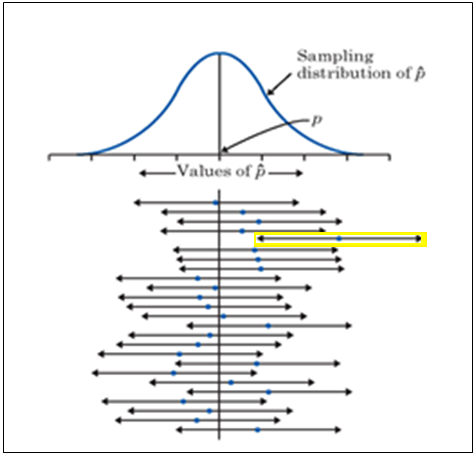 Sampling
distribution of p̂
p
Values of p̂